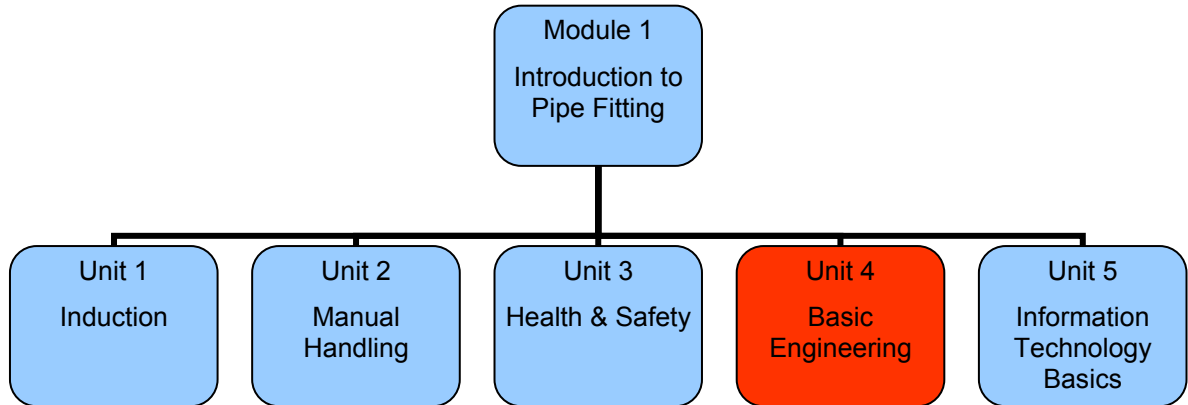 Module 1
Introduction to
Pipe Fitting
Unit 1
Induction
Unit 2
Manual
Handling
Unit 3
Health & Safety
Unit 4
Basic
Engineering
Unit 5
Information
Technology
Basics